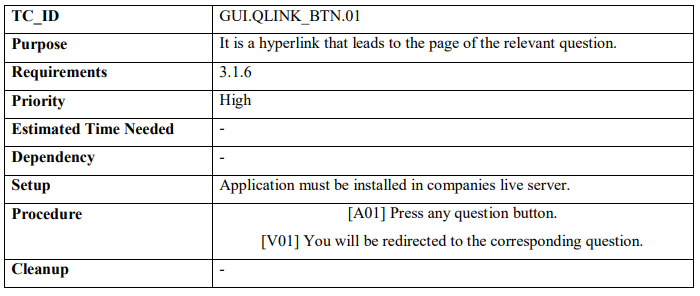 TC_ID GUI.QLINK_BTN.01
Purpose It is a hyperlink that leads to the page of the relevant question.
Requirements 3.1.6
Priority High
Estimated Time Needed -
Dependency -
Setup Application must be installed in companies live server.
Procedure [A01] Press any question button.
[V01] You will be redirected to the corresponding question.
Cleanup -